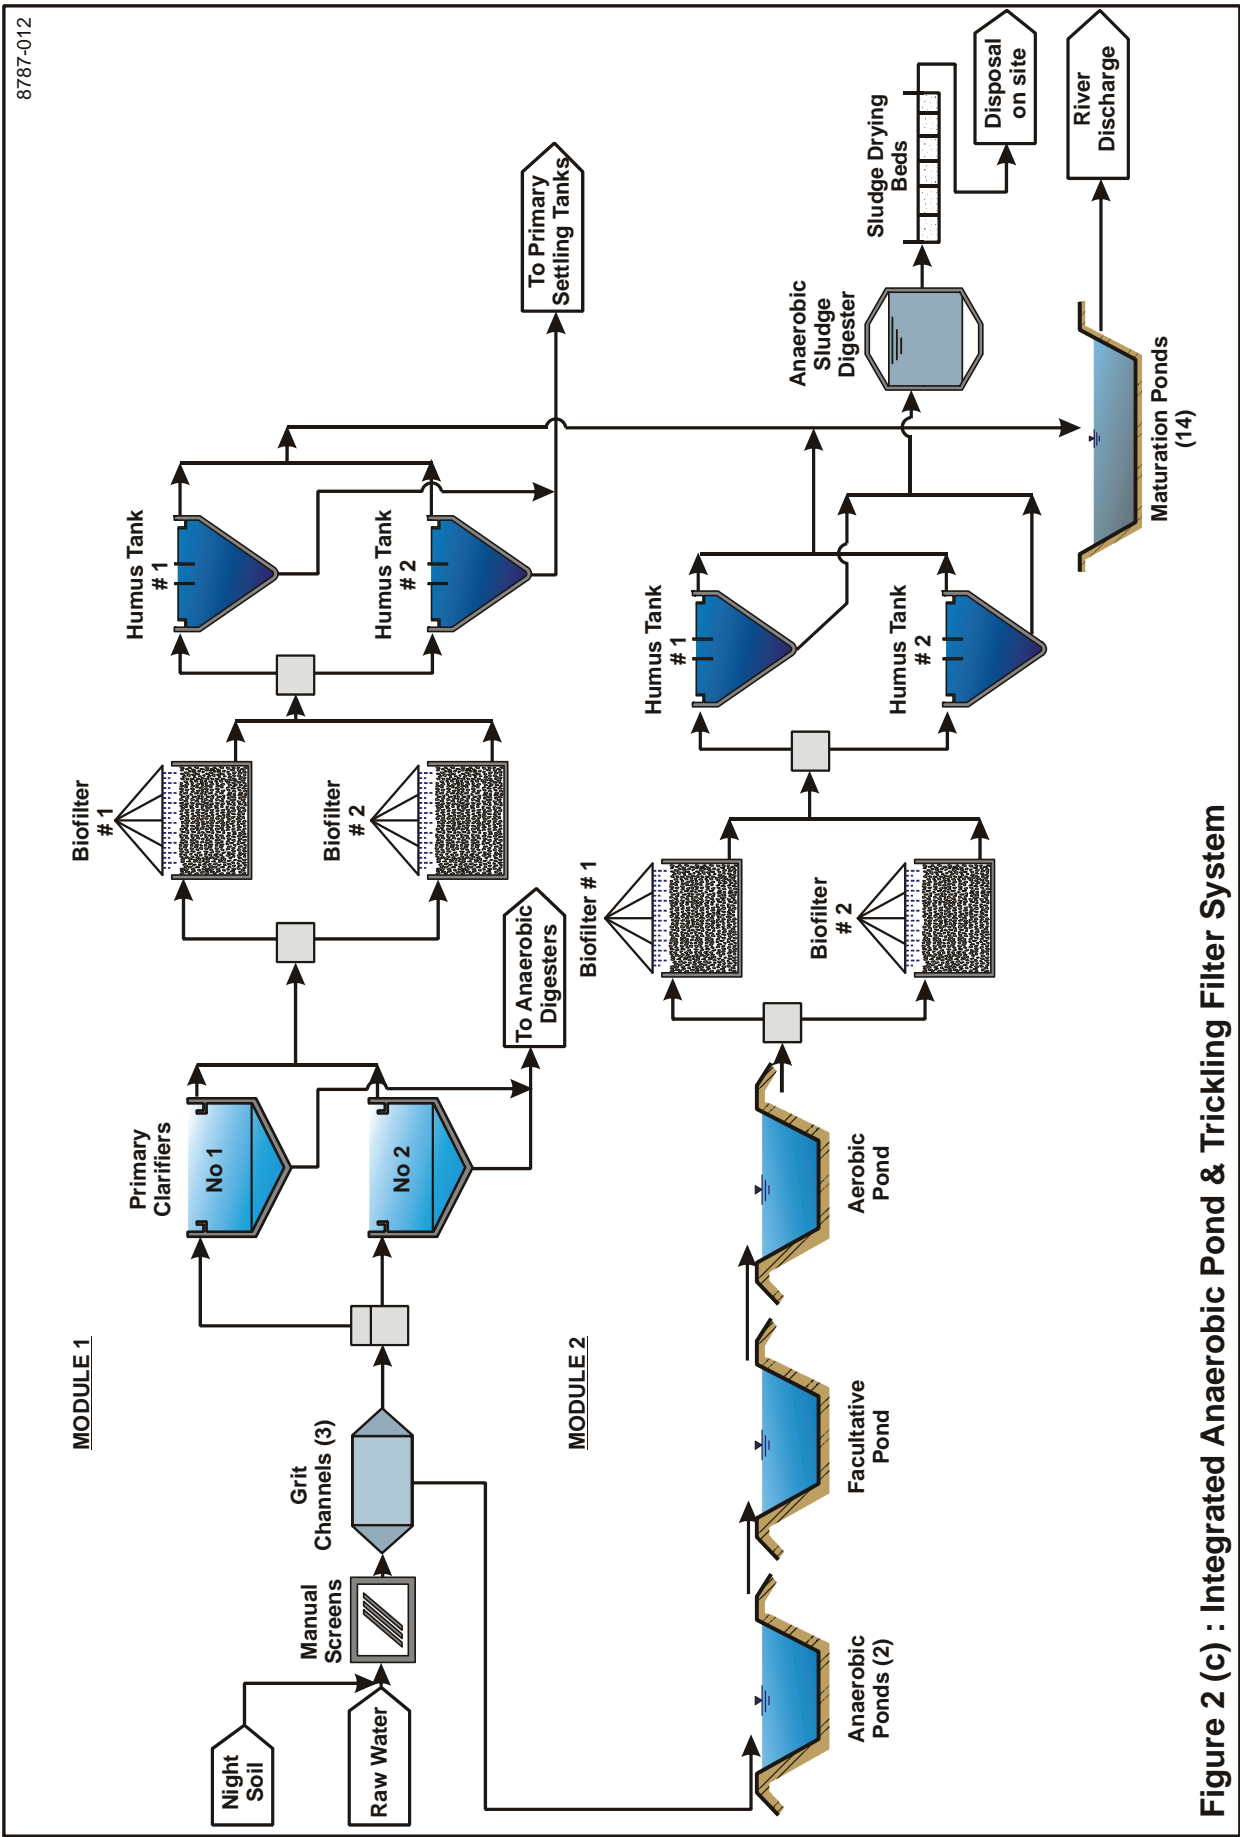 8787-012
MODULE 1
Night
Soil
Raw Water
Manual
Screens
Grit
Channels (3)
Primary
Clarifiers
No 1
No 2
To Anaerobic
Digesters
Biofilter
# 1
Biofilter
# 2
Humus Tank
# 1
Humus Tank
# 2
To Primary
Settling Tanks
MODULE 2
Anaerobic
Ponds (2)
Facultative
Pond
Aerobic
Pond
Biofilter # 1
Biofilter
# 2
Humus Tank
# 1
Humus Tank
# 2
Anaerobic
Sludge
Digester
Sludge Drying
Beds
Disposal
on site
River
Discharge
Maturation Ponds
(14)
Figure 2 (c) : Integrated Anaerobic Pond & Trickling Filter System